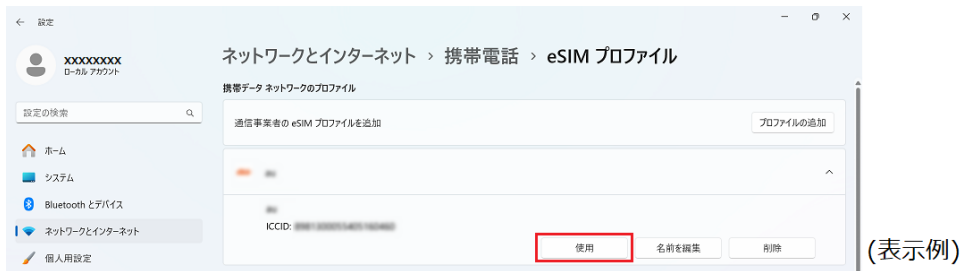 設定
xxxxxxxx
ローカル アカウント
設定の検索
ホーム
システム
Bluetooth とデバイス
ネットワークとインターネット
個人用設定
ネットワークとインターネット › 携帯電話 › eSIM プロファイル
携帯データ ネットワークのプロファイル
通信事業者の eSIM プロファイルを追加
プロファイルの追加
ICCID:
使用
名前を編集
削除
(表示例)